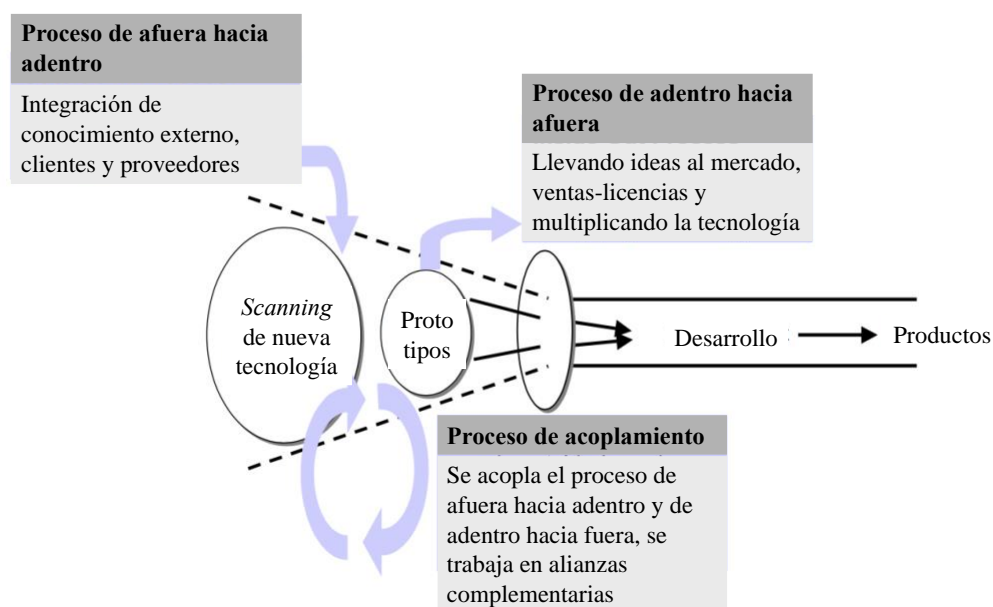 Proceso de afuera hacia
adentro
Integración de
conocimiento externo,
clientes y proveedores
Proceso de adentro hacia
afuera
Llevando ideas al mercado,
ventas-licencias y
multiplicando la tecnología
Scanning
de nueva
tecnología
Proto
tipos
Desarrollo
Productos
Proceso de acoplamiento
Se acopla el proceso de
afuera hacia adentro y de
adentro hacia fuera, se
trabaja en alianzas
complementarias